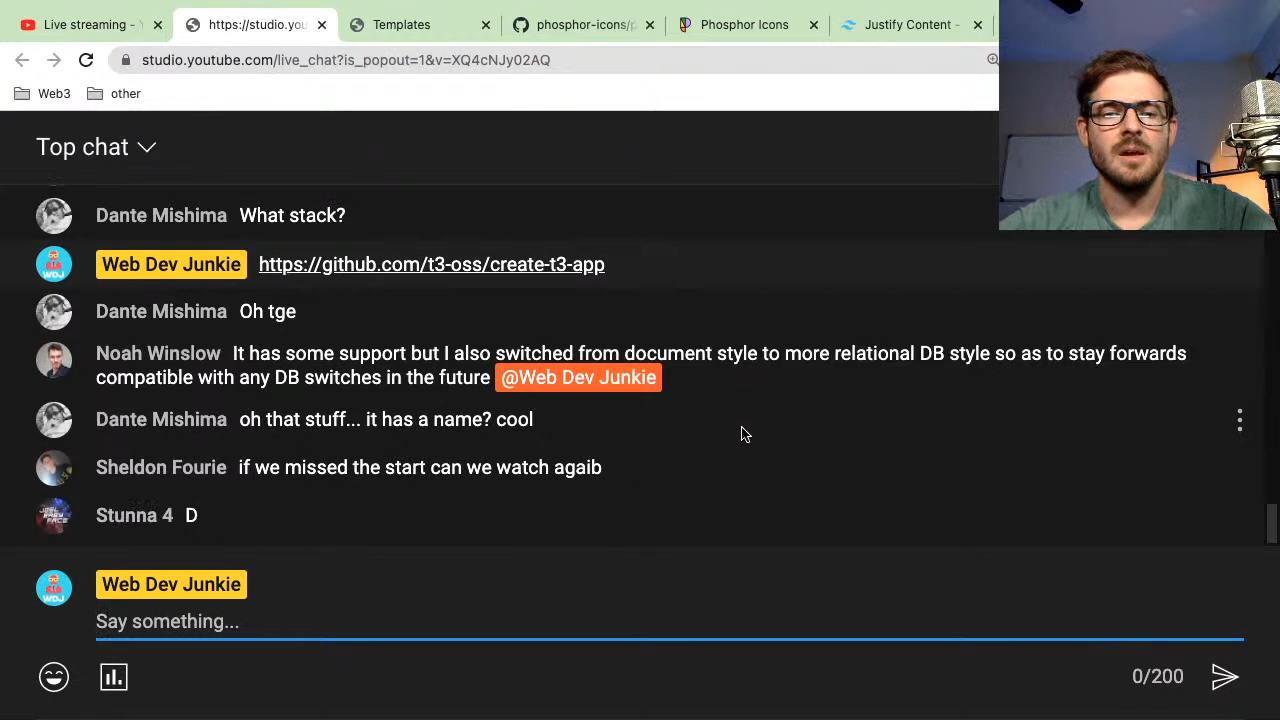 Live streaming - Y
https://studio.you
Templates
phosphor-icons/p
Phosphor Icons
Justify Content -
studio.youtube.com/live_chat?is_popout=1&v=XQ4cNJy02AQ
Web3
other
Top chat
Dante Mishima What stack?
Web Dev Junkie https://github.com/t3-oss/create-t3-app
Dante Mishima Oh tge
Noah Winslow It has some support but I also switched from document style to more relational DB style so as to stay forwards
compatible with any DB switches in the future @Web Dev Junkie
Dante Mishima oh that stuff... it has a name? cool
Sheldon Fourie if we missed the start can we watch agaib
Stunna 4 D
Web Dev Junkie
Say something...
0/200